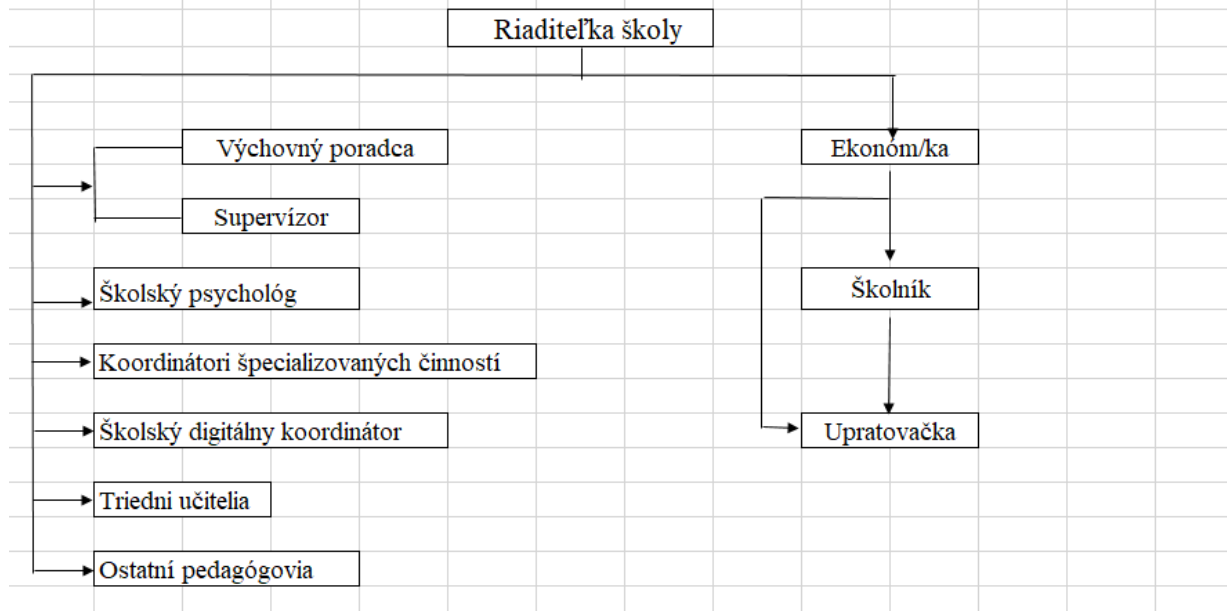 Riaditeľka školy
Výchovný poradca
Ekonóm/ka
Supervízor
Školský psychológ
Školník
Koordinátori špecializovaných činností
Školský digitálny koordinátor
Upratovačka
Triedni učitelia
Ostatní pedagógovia